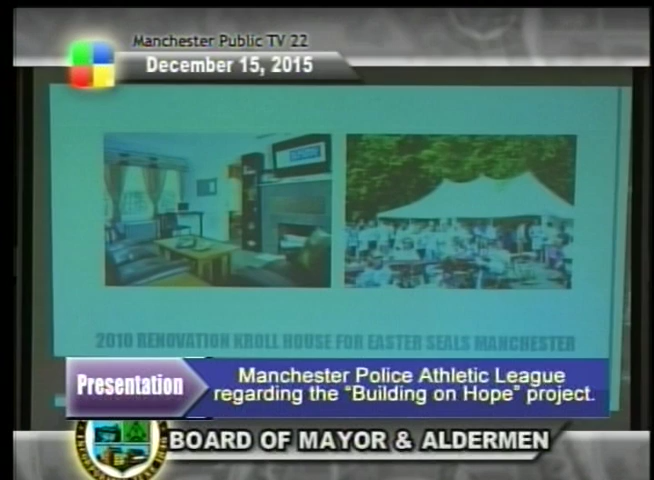 Manchester Public TV 22
December 15, 2015
2010 RENOVATION KROLL HOUSE FOR EASTER SEALS MANCHESTER
Presentation
Manchester Police Athletic League
regarding the "Building on Hope" project.
BOARD OF MAYOR & ALDERMEN